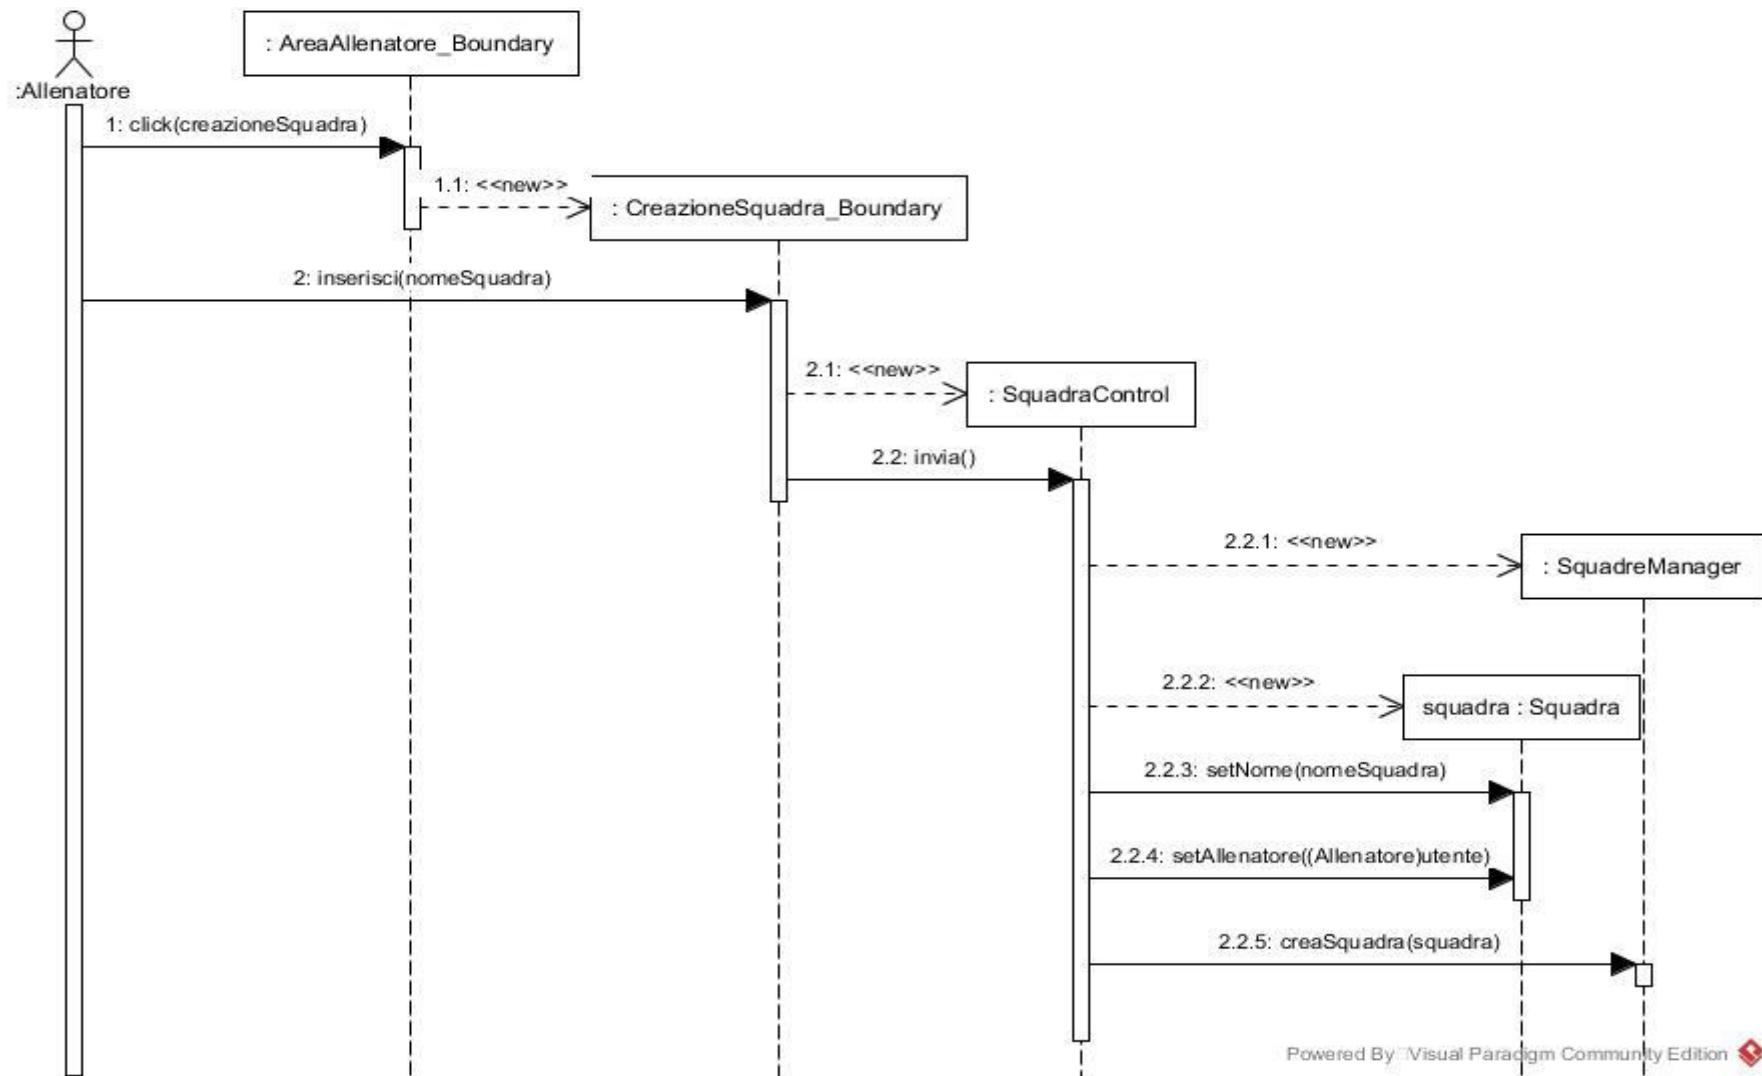 : AreaAllenatore_Boundary
:Allenatore
1: click(creazioneSquadra)
1.1: <<new>>
: CreazioneSquadra_Boundary
2: inserisci(nomeSquadra)
2.1: <<new>>
: SquadraControl
2.2: invia()
2.2.1: <<new>>
: SquadreManager
2.2.2: <<new>>
squadra : Squadra
2.2.3: setNome(nomeSquadra)
2.2.4: setAllenatore((Allenatore)utente)
2.2.5: creaSquadra(squadra)
Powered By Visual Paradigm Community Edition